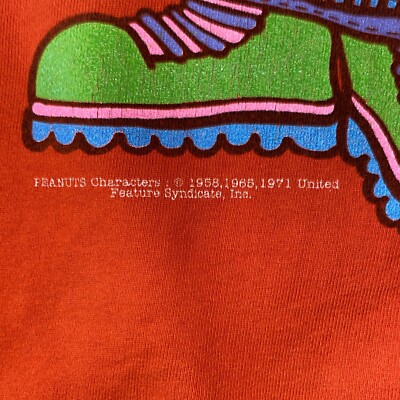 PEANUTS Characters : © 1958,1965,1971 United
Feature Syndicate, Inc.